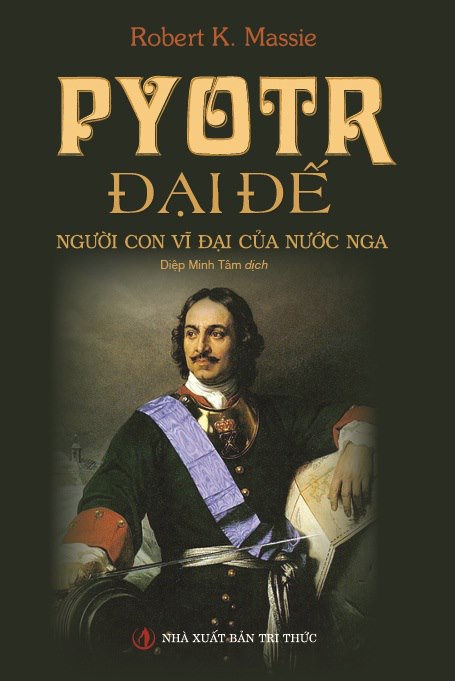 Robert K. Massie
PYOTR
ĐẠI ĐẾ
NGƯỜI CON VĨ ĐẠI CỦA NƯỚC NGA
Diệp Minh Tâm dịch
NHÀ XUẤT BẢN TRI THỨC